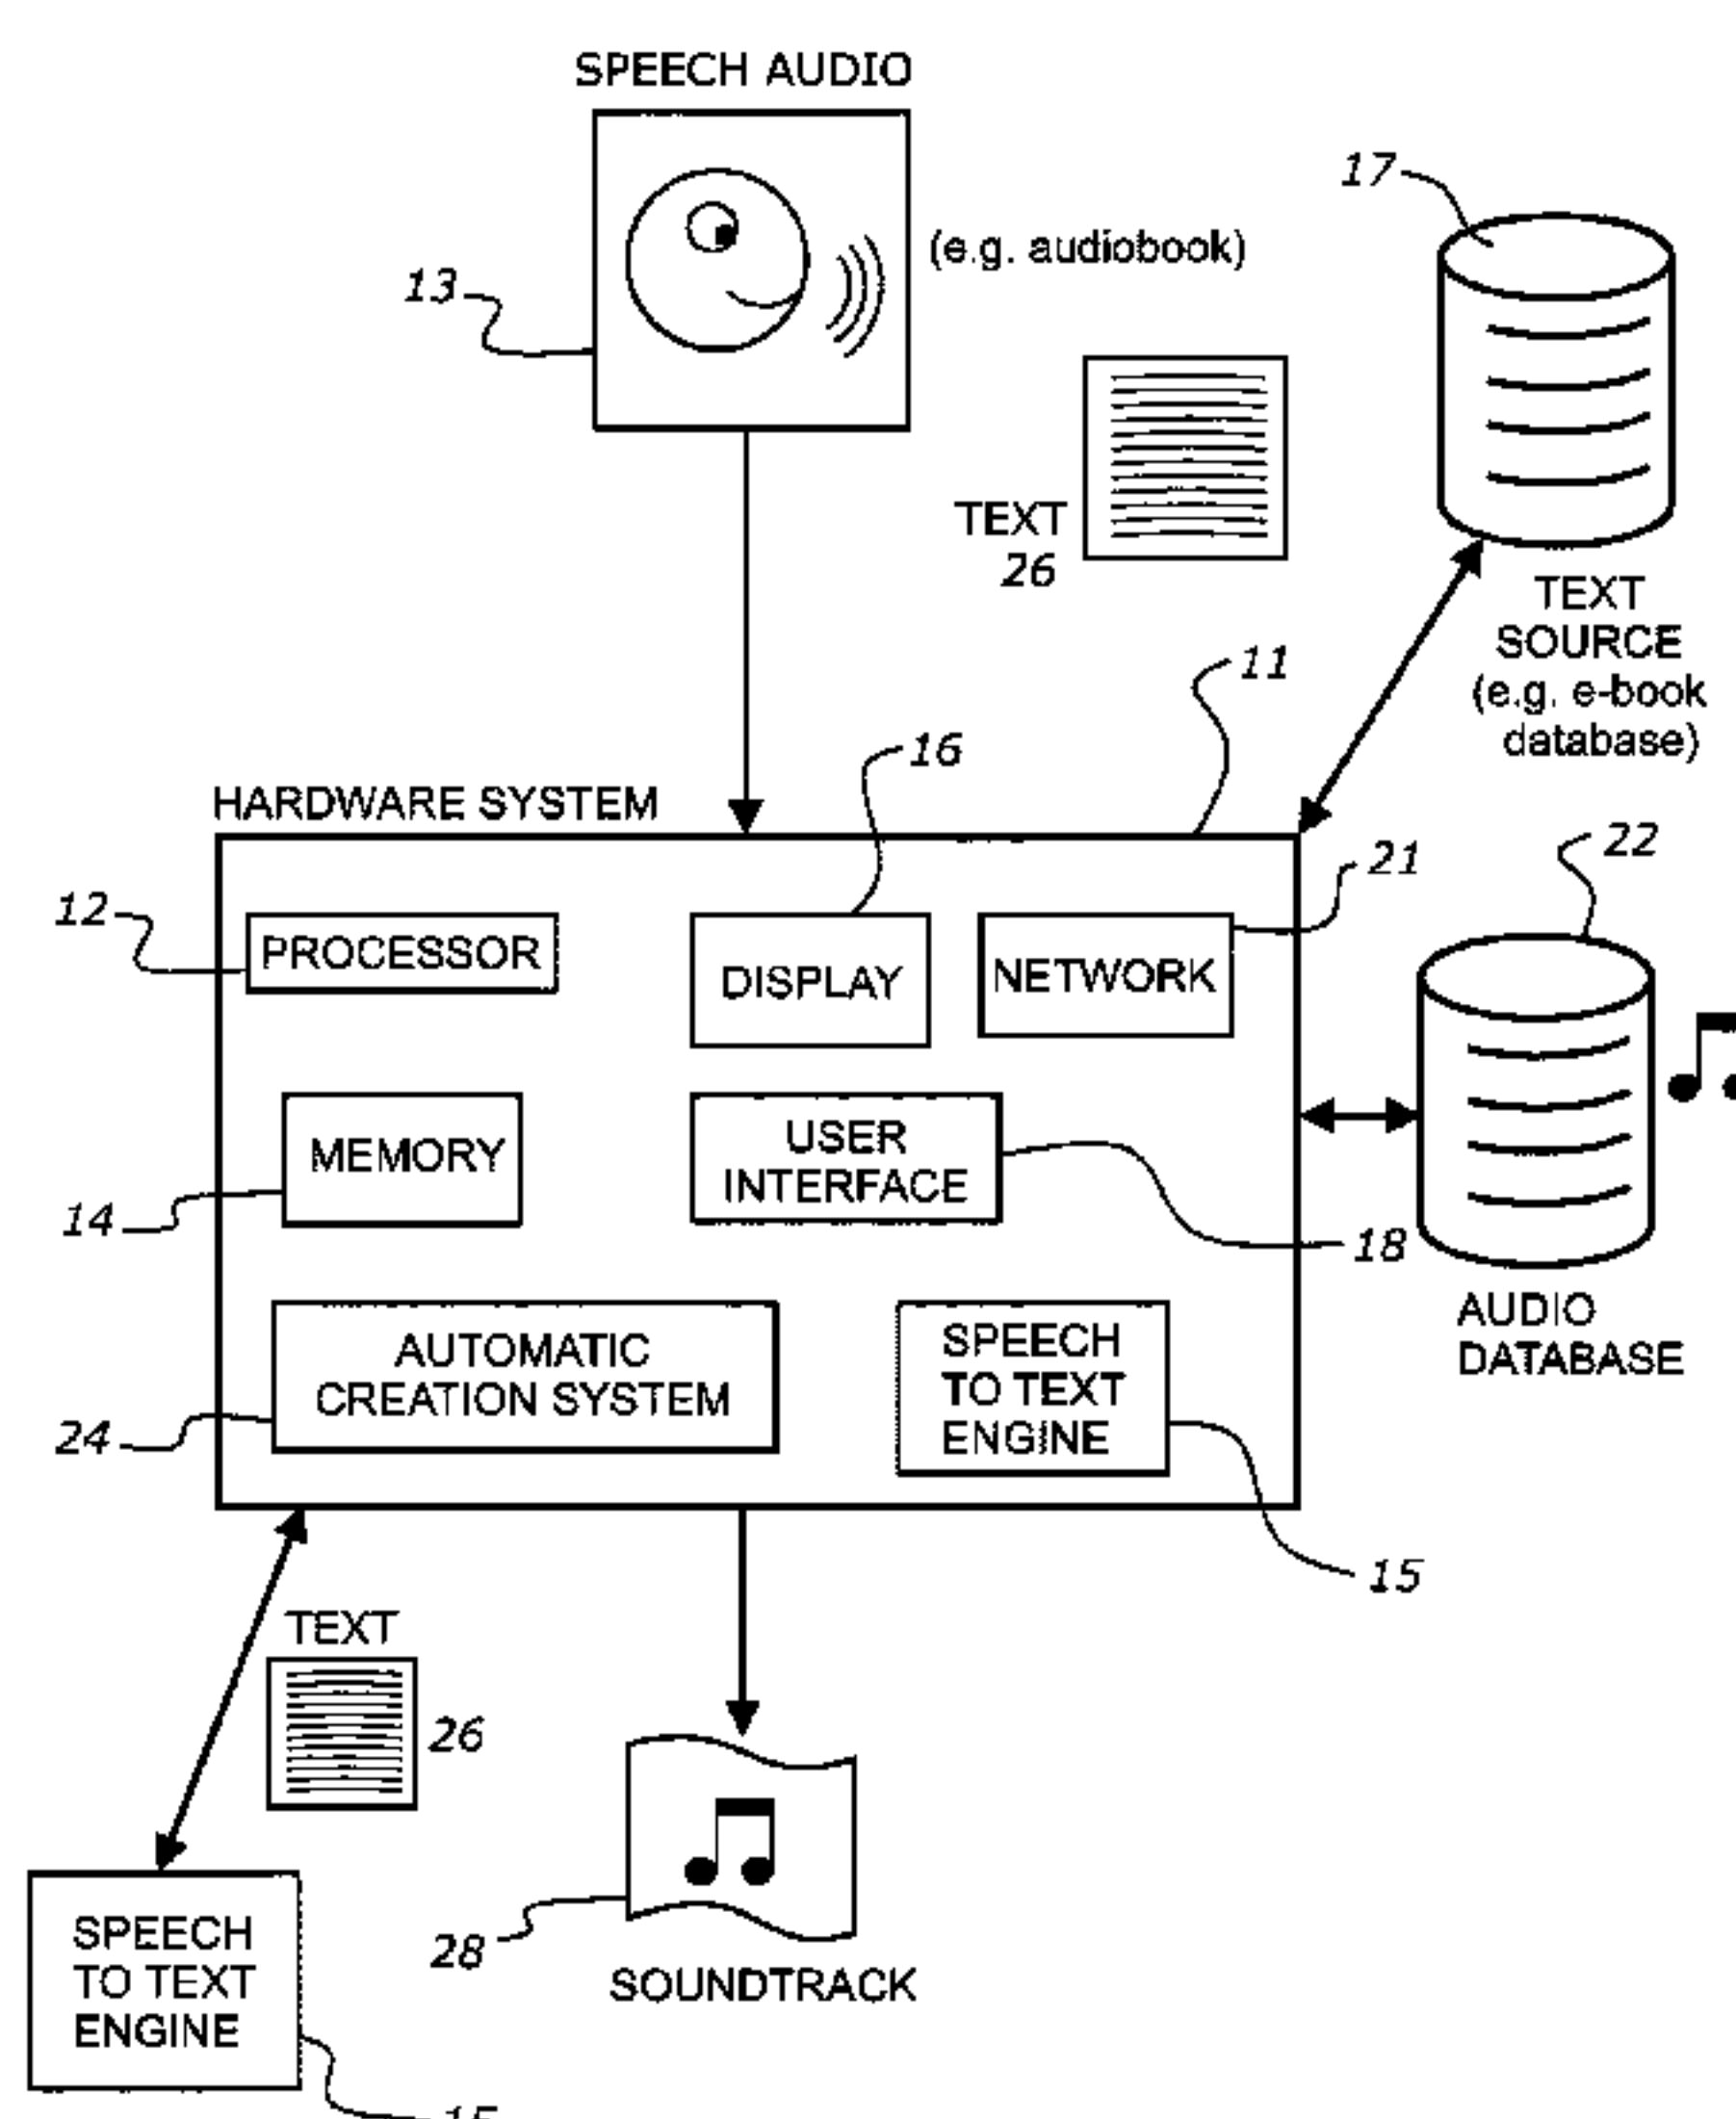 SPEECH AUDIO
17
(e.g. audiobook)
13
TEXT
26
TEXT
SOURCE
(e.g. e-book
database)
11
16
HARDWARE SYSTEM
22
21
12
PROCESSOR
DISPLAY
NETWORK
MEMORY
USER
INTERFACE
14
18
AUDIO
DATABASE
AUTOMATIC
CREATION SYSTEM
SPEECH
TO TEXT
ENGINE
24
15
TEXT
26
28
SOUNDTRACK
SPEECH
TO TEXT
ENGINE